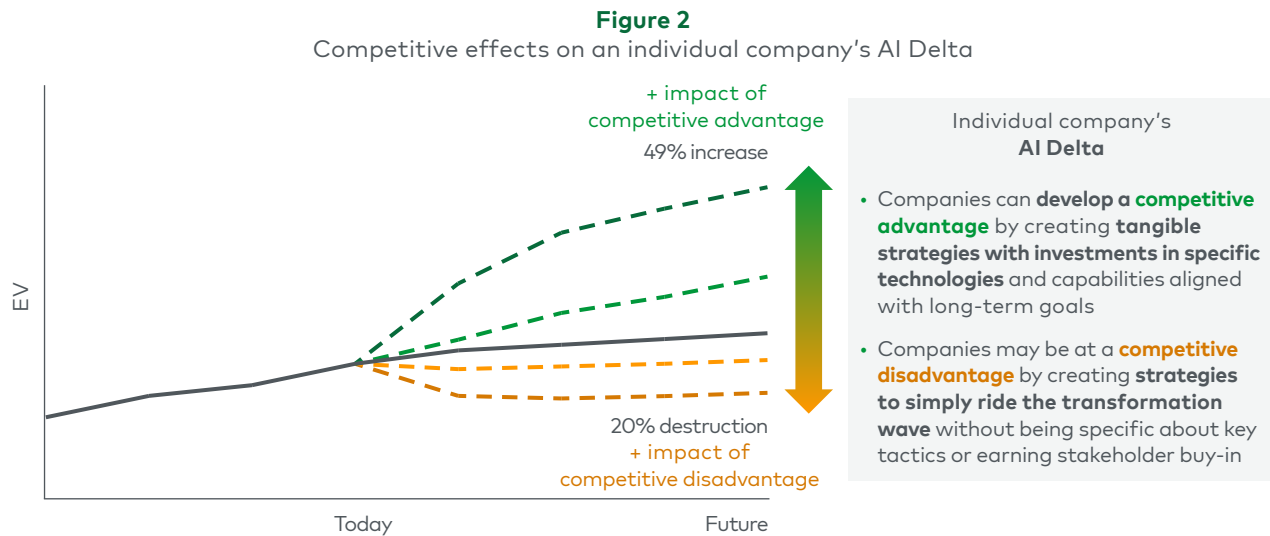 Figure 2
Competitive effects on an individual company's AI Delta
+ impact of
competitive advantage
49% increase
EV
20% destruction
+ impact of
competitive disadvantage
Today
Future
Individual company's
AI Delta
• Companies can develop a competitive
advantage by creating tangible
strategies with investments in specific
technologies and capabilities aligned
with long-term goals
• Companies may be at a competitive
disadvantage by creating strategies
to simply ride the transformation
wave without being specific about key
tactics or earning stakeholder buy-in